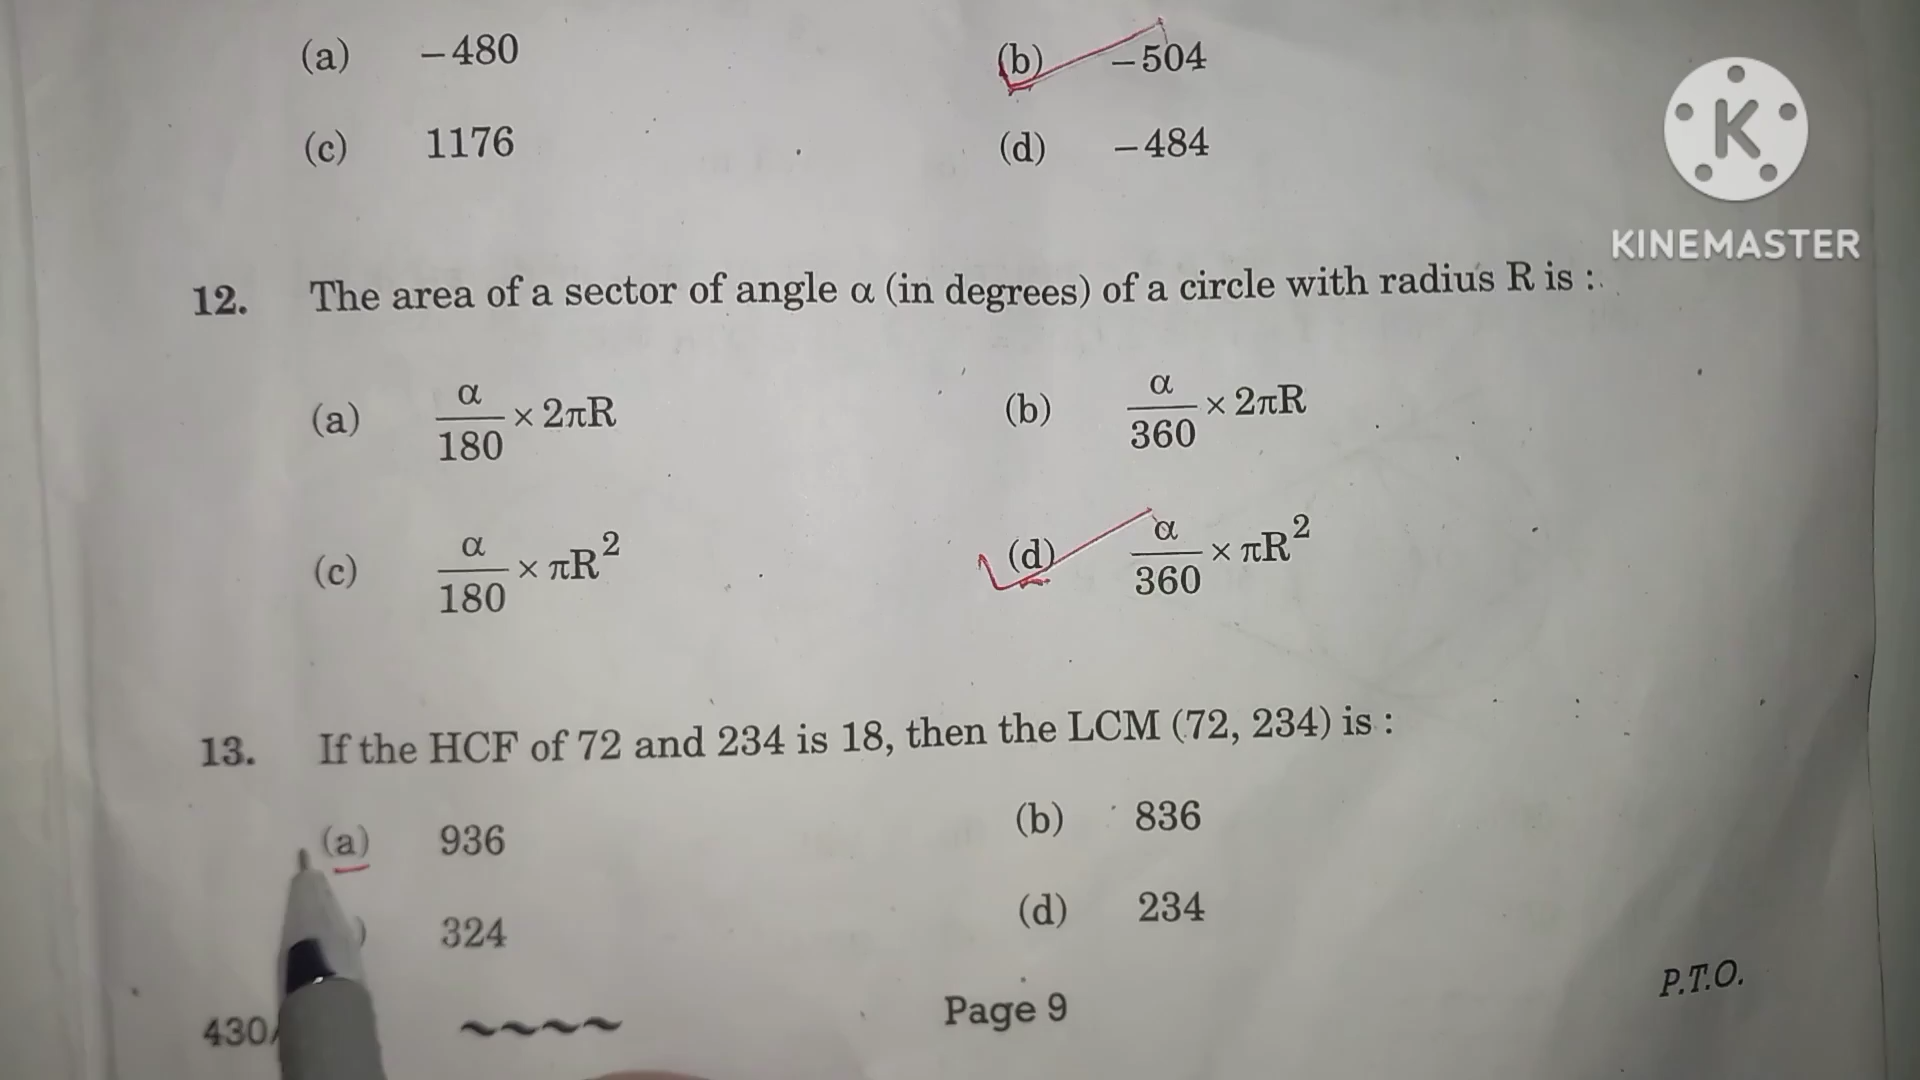 (a) –480 (b) –504
(c) 1176 (d) –484
K
KINEMASTER
12. The area of a sector of angle α (in degrees) of a circle with radius R is :
(a) α/180 × 2πR (b) α/360 × 2πR
(c) α/180 × πR² (d) α/360 × πR²
13. If the HCF of 72 and 234 is 18, then the LCM (72, 234) is :
(a) 936 (b) 836
) 324 (d) 234
P.T.O.
430/ ~~~~ Page 9